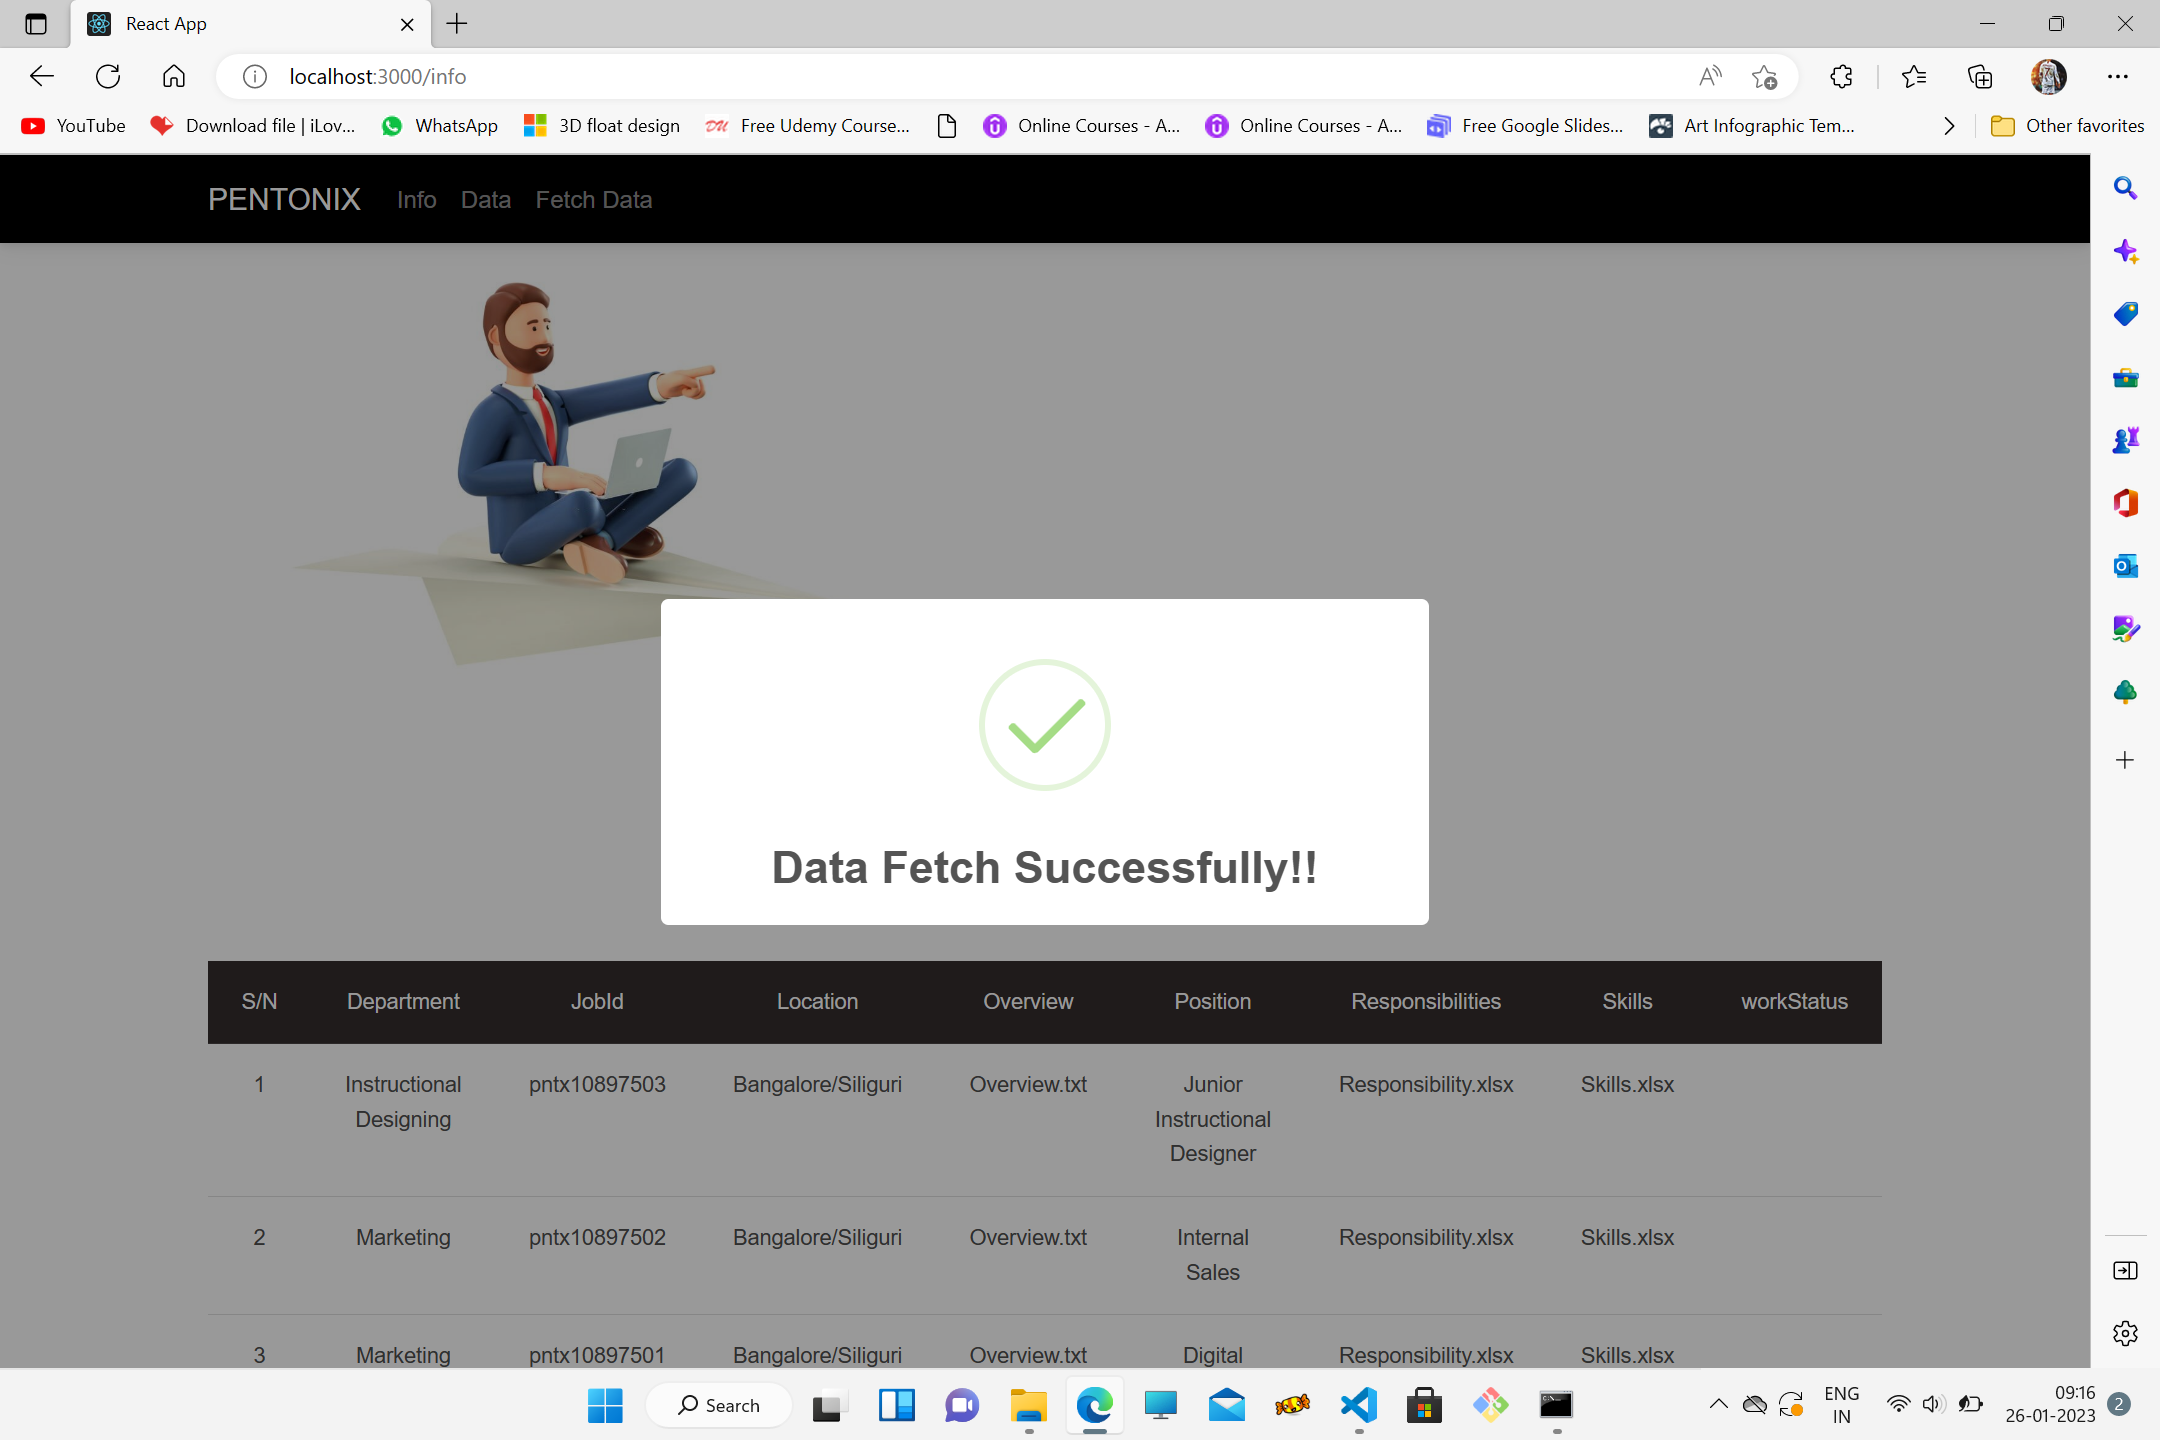 React App
localhost:3000/info
YouTube
Download file | iLov...
WhatsApp
3D float design
DU
Free Udemy Course...
Online Courses - A...
Online Courses - A...
Free Google Slides...
Art Infographic Tem...
Other favorites
PENTONIX
Info
Data
Fetch Data
Data Fetch Successfully!!
S/N Department JobId Location Overview Position Responsibilities Skills workStatus
1 Instructional pntx10897503 Bangalore/Siliguri Overview.txt Junior Responsibility.xlsx Skills.xlsx
Designing Instructional
Designer
2 Marketing pntx10897502 Bangalore/Siliguri Overview.txt Internal Responsibility.xlsx Skills.xlsx
Sales
3 Marketing pntx10897501 Bangalore/Siliguri Overview.txt Digital Responsibility.xlsx Skills.xlsx
Search
ENG
IN
09:16
26-01-2023
2